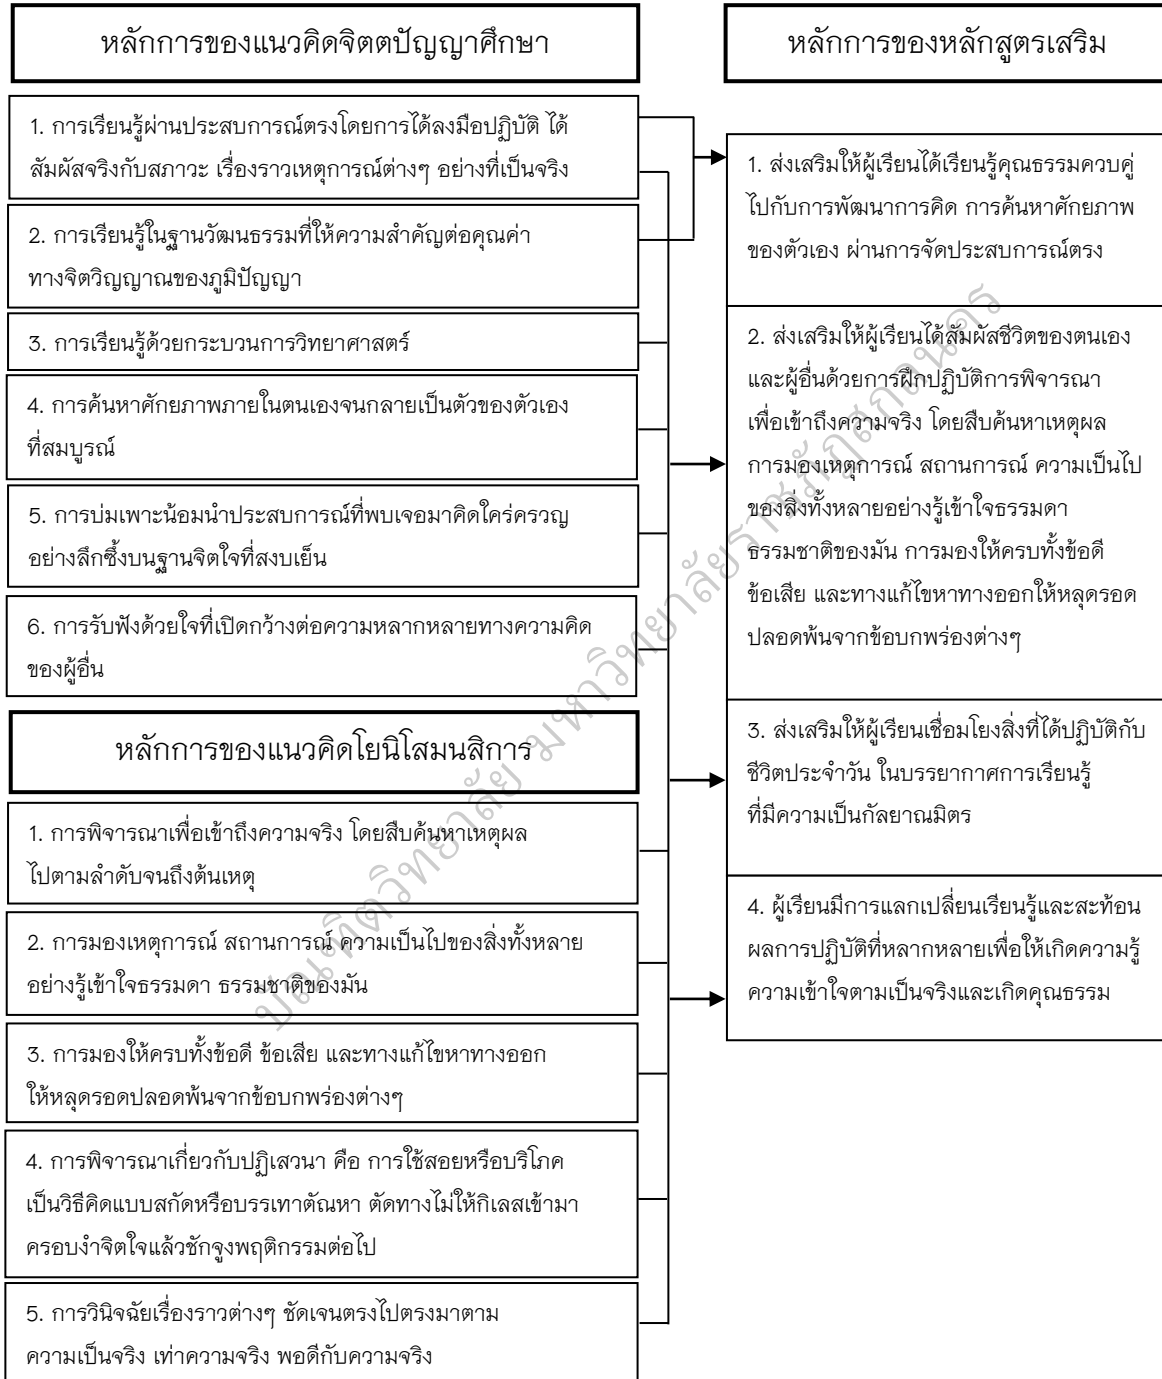 หลักการของแนวคิดจิตตปัญญาศึกษา
1. การเรียนรู้ผ่านประสบการณ์ตรงโดยการได้ลงมือปฏิบัติ ได้
สัมผัสจริงกับสภาวะ เรื่องราวเหตุการณ์ต่างๆ อย่างที่เป็นจริง
2. การเรียนรู้ในฐานวัฒนธรรมที่ให้ความสำคัญต่อคุณค่า
ทางจิตวิญญาณของภูมิปัญญา
3. การเรียนรู้ด้วยกระบวนการวิทยาศาสตร์
4. การค้นหาศักยภาพภายในตนเองจนกลายเป็นตัวของตัวเอง
ที่สมบูรณ์
5. การบ่มเพาะน้อมนำประสบการณ์ที่พบเจอมาคิดใคร่ครวญ
อย่างลึกซึ้งบนฐานจิตใจที่สงบเย็น
6. การรับฟังด้วยใจที่เปิดกว้างต่อความหลากหลายทางความคิด
ของผู้อื่น
หลักการของแนวคิดโยนิโสมนสิการ
1. การพิจารณาเพื่อเข้าถึงความจริง โดยสืบค้นหาเหตุผล
ไปตามลำดับจนถึงต้นเหตุ
2. การมองเหตุการณ์ สถานการณ์ ความเป็นไปของสิ่งทั้งหลาย
อย่างรู้เข้าใจธรรมดา ธรรมชาติของมัน
3. การมองให้ครบทั้งข้อดี ข้อเสีย และทางแก้ไขหาทางออก
ให้หลุดรอดปลอดพ้นจากข้อบกพร่องต่างๆ
4. การพิจารณาเกี่ยวกับปฏิเสวนา คือ การใช้สอยหรือบริโภค
เป็นวิธีคิดแบบสกัดหรือบรรเทาตัณหา ตัดทางไม่ให้กิเลสเข้ามา
ครอบงำจิตใจแล้วชักจูงพฤติกรรมต่อไป
5. การวินิจฉัยเรื่องราวต่างๆ ชัดเจนตรงไปตรงมาตาม
ความเป็นจริง เท่าความจริง พอดีกับความจริง
หลักการของหลักสูตรเสริม
1. ส่งเสริมให้ผู้เรียนได้เรียนรู้คุณธรรมควบคู่
ไปกับการพัฒนาการคิด การค้นหาศักยภาพ
ของตัวเอง ผ่านการจัดประสบการณ์ตรง
2. ส่งเสริมให้ผู้เรียนได้สัมผัสชีวิตของตนเอง
และผู้อื่นด้วยการฝึกปฏิบัติการพิจารณา
เพื่อเข้าถึงความจริง โดยสืบค้นหาเหตุผล
การมองเหตุการณ์ สถานการณ์ ความเป็นไป
ของสิ่งทั้งหลายอย่างรู้เข้าใจธรรมดา
ธรรมชาติของมัน การมองให้ครบทั้งข้อดี
ข้อเสีย และทางแก้ไขหาทางออกให้หลุดรอด
ปลอดพ้นจากข้อบกพร่องต่างๆ
3. ส่งเสริมให้ผู้เรียนเชื่อมโยงสิ่งที่ได้ปฏิบัติกับ
ชีวิตประจำวัน ในบรรยากาศการเรียนรู้
ที่มีความเป็นกัลยาณมิตร
4. ผู้เรียนมีการแลกเปลี่ยนเรียนรู้และสะท้อน
ผลการปฏิบัติที่หลากหลายเพื่อให้เกิดความรู้
ความเข้าใจตามเป็นจริงและเกิดคุณธรรม
บัณฑิตวิทยาลัย มหาวิทยาลัยราชภัฏสกลนคร